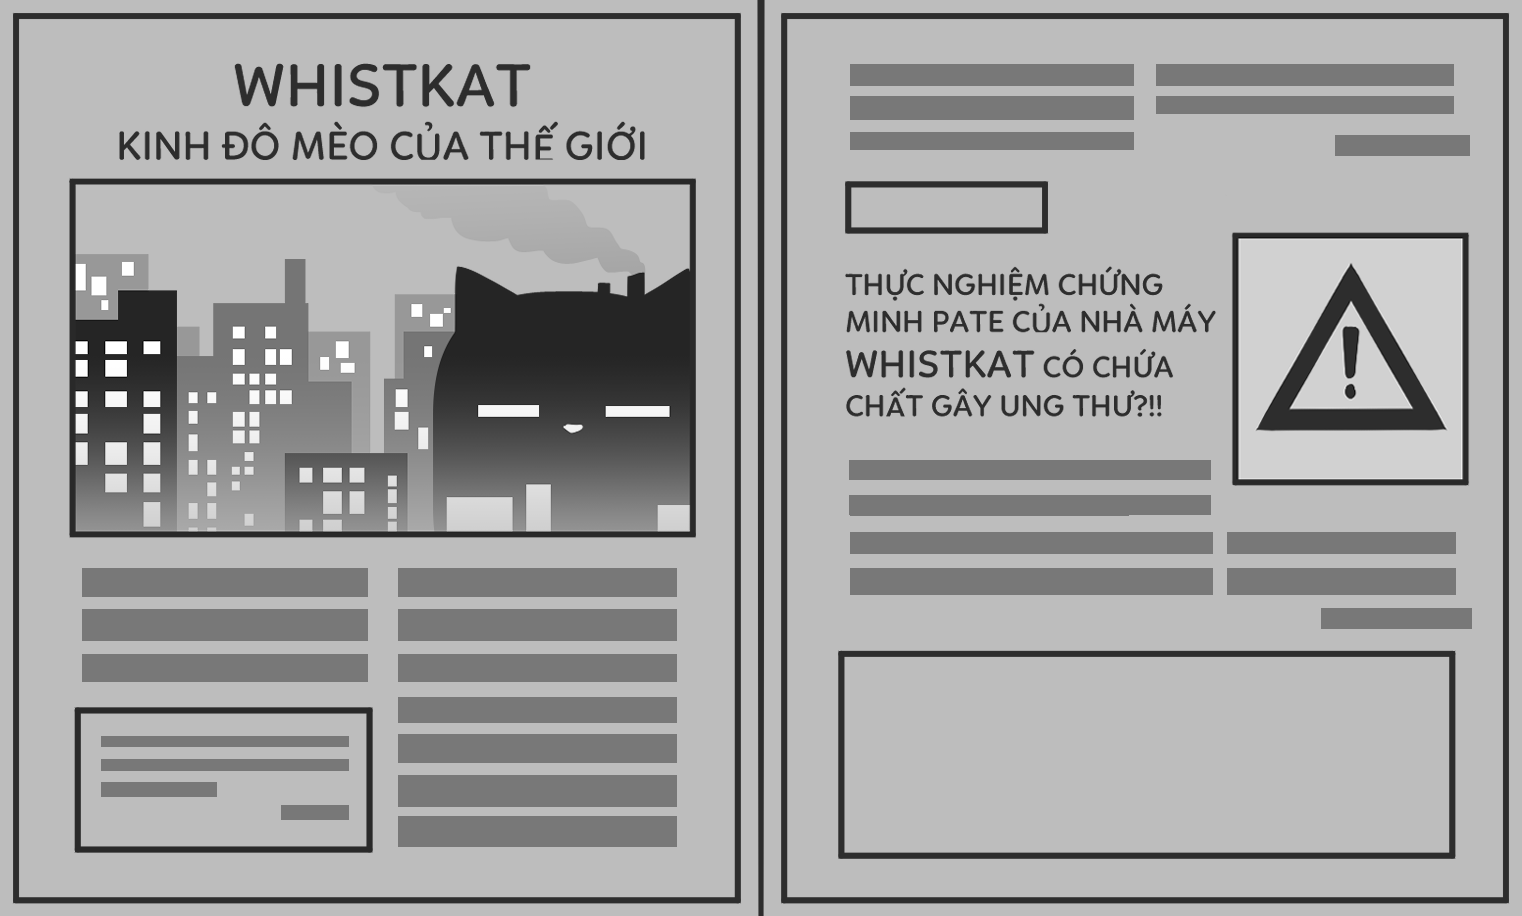 WHISTKAT
KINH ĐÔ MÈO CỦA THẾ GIỚI
THỰC NGHIỆM CHỨNG
MINH PATE CỦA NHÀ MÁY
WHISTKAT CÓ CHỨA
CHẤT GÂY UNG THƯ?!!